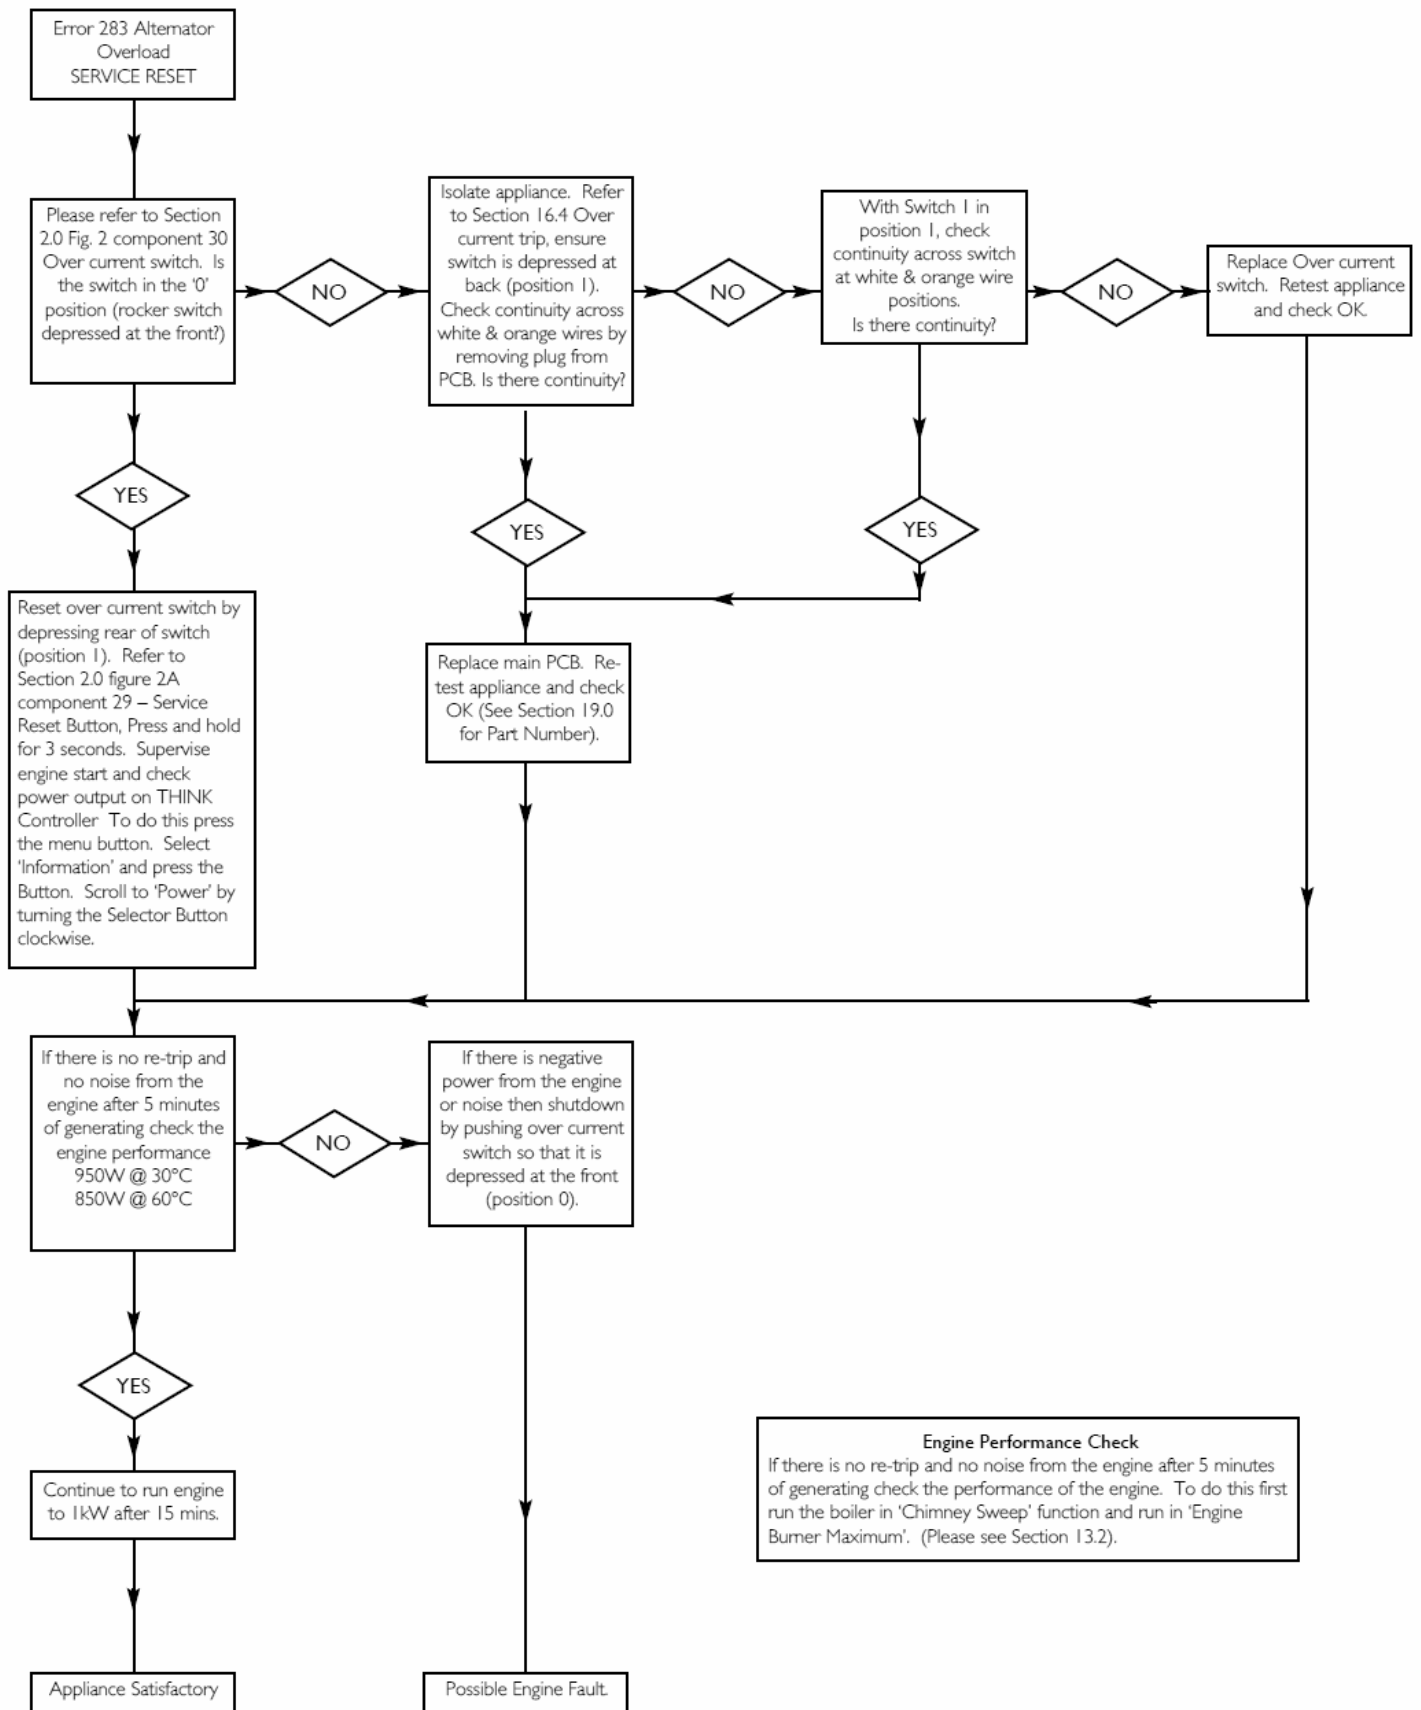 Error 283 Alternator
Overload
SERVICE RESET
Please refer to Section
2.0 Fig. 2 component 30
Over current switch. Is
the switch in the '0'
position (rocker switch
depressed at the front?)
NO
Isolate appliance. Refer
to Section 16.4 Over
current trip, ensure
switch is depressed at
back (position 1).
Check continuity across
white & orange wires by
removing plug from
PCB. Is there continuity?
NO
With Switch 1 in
position 1, check
continuity across switch
at white & orange wire
positions.
Is there continuity?
NO
Replace Over current
switch. Retest appliance
and check OK.
YES
YES
YES
Reset over current switch by
depressing rear of switch
(position 1). Refer to
Section 2.0 figure 2A
component 29 – Service
Reset Button, Press and hold
for 3 seconds. Supervise
engine start and check
power output on THINK
Controller To do this press
the menu button. Select
'Information' and press the
Button. Scroll to 'Power' by
turning the Selector Button
clockwise.
Replace main PCB. Re-
test appliance and check
OK (See Section 19.0
for Part Number).
If there is no re-trip and
no noise from the
engine after 5 minutes
of generating check the
engine performance
950W @ 30°C
850W @ 60°C
NO
If there is negative
power from the engine
or noise then shutdown
by pushing over current
switch so that it is
depressed at the front
(position 0).
YES
Continue to run engine
to 1kW after 15 mins.
Engine Performance Check
If there is no re-trip and no noise from the engine after 5 minutes
of generating check the performance of the engine. To do this first
run the boiler in 'Chimney Sweep' function and run in 'Engine
Burner Maximum'. (Please see Section 13.2).
Appliance Satisfactory
Possible Engine Fault.